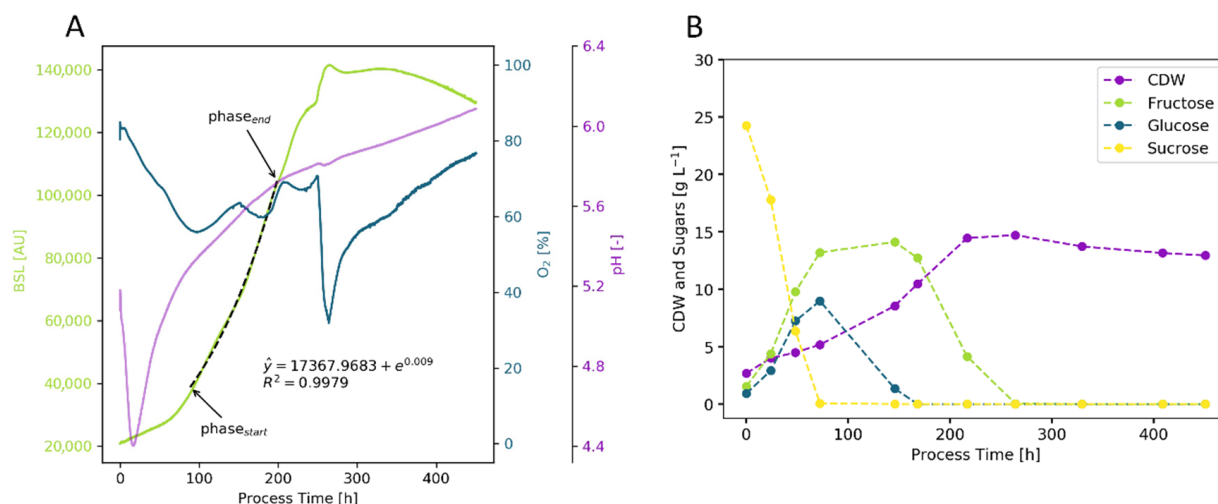 A
140,000
120,000
100,000
80,000
60,000
40,000
20,000
BSL [AU]
phase_end
phase_start
ŷ = 17367.9683 + e^0.009
R² = 0.9979
0
100
200
300
400
Process Time [h]
100
80
60
40
20
0
O₂ [%]
6.4
6.0
5.6
5.2
4.8
4.4
pH [-]
B
30
25
20
15
10
5
0
CDW and Sugars [g L⁻¹]
CDW
Fructose
Glucose
Sucrose
0
100
200
300
400
Process Time [h]